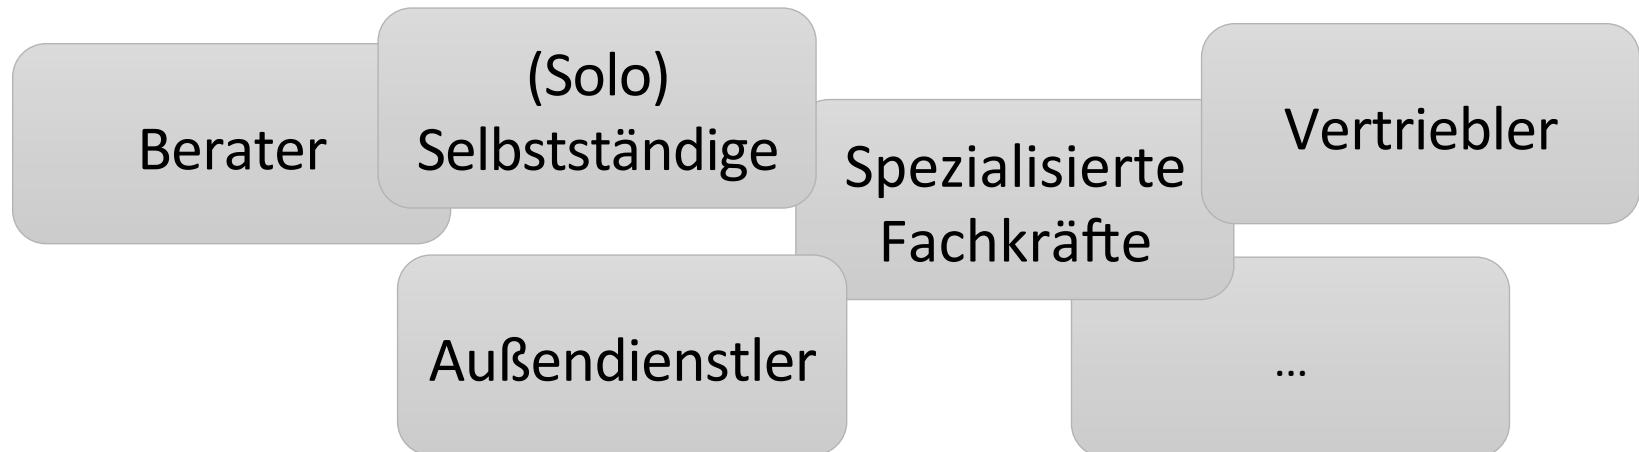 Berater
(Solo)
Selbstständige
Spezialisierte
Fachkräfte
Vertriebler
Außendienstler
...